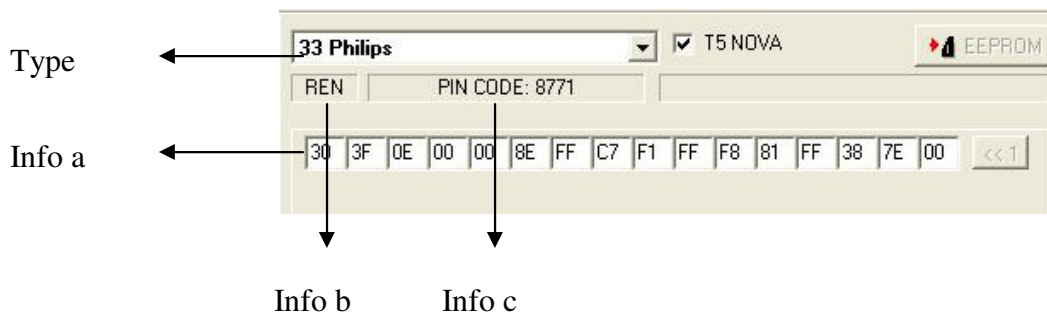 Type 33 Philips T5 NOVA EEPROM
REN PIN CODE: 8771
Info a 30 3F 0E 00 00 8E FF C7 F1 FF F8 81 FF 38 7E 00 << 1
Info b Info c